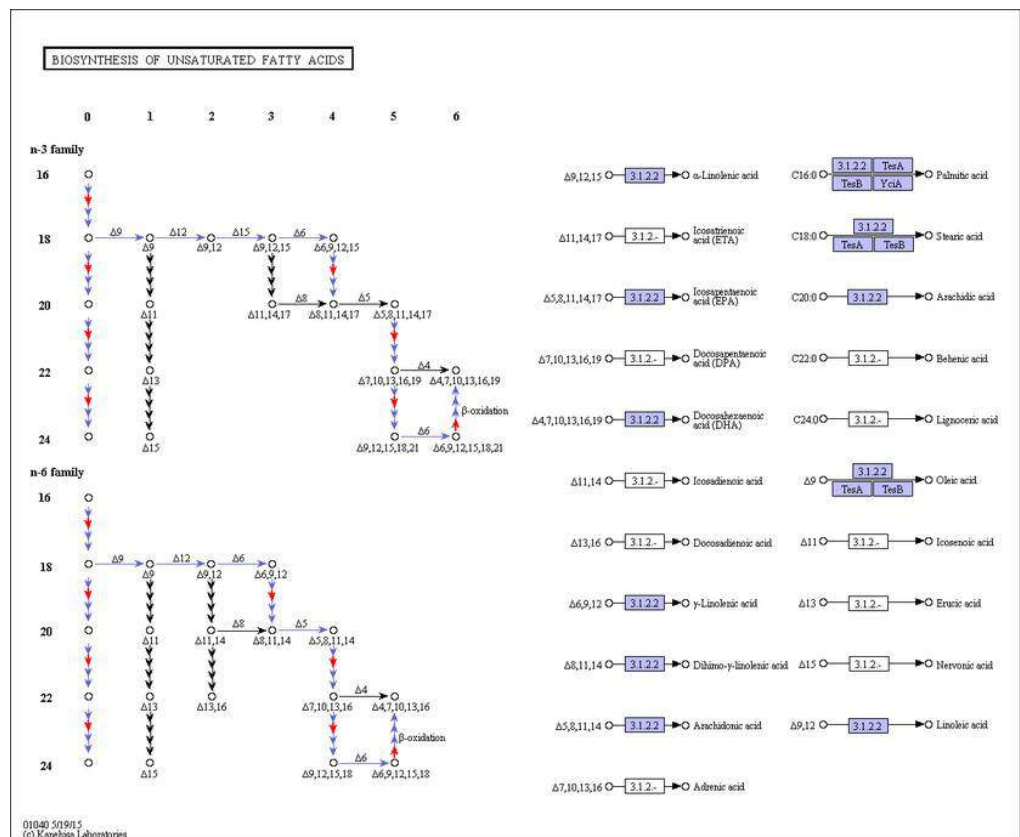 BIOSYNTHESIS OF UNSATURATED FATTY ACIDS
0 1 2 3 4 5 6
n-3 family
16
18
Δ9 Δ12 Δ15 Δ6
Δ9 Δ9,12 Δ9,12,15 Δ6,9,12,15
20
Δ8 Δ5
Δ11 Δ11,14,17 Δ8,11,14,17 Δ5,8,11,14,17
22
Δ4
Δ13 Δ7,10,13,16,19 Δ4,7,10,13,16,19
β-oxidation
24
Δ6
Δ15 Δ9,12,15,18,21 Δ6,9,12,15,18,21
n-6 family
16
18
Δ9 Δ12 Δ6
Δ9 Δ9,12 Δ6,9,12
20
Δ8 Δ5
Δ11 Δ11,14 Δ8,11,14 Δ5,8,11,14
22
Δ4
Δ13 Δ13,16 Δ7,10,13,16 Δ4,7,10,13,16
β-oxidation
24
Δ6
Δ15 Δ9,12,15,18 Δ6,9,12,15,18
Δ9,12,15 3.1.2.2 α-Linolenic acid
Δ11,14,17 3.1.2.- Icosatrienoic
acid (ETA)
Δ5,8,11,14,17 3.1.2.2 Icosapentaenoic
acid (EPA)
Δ7,10,13,16,19 3.1.2.- Docosapentaenoic
acid (DPA)
Δ4,7,10,13,16,19 3.1.2.2 Docosahexaenoic
acid (DHA)
Δ11,14 3.1.2.- Icosadienoic acid
Δ13,16 3.1.2.- Docosadienoic acid
Δ6,9,12 3.1.2.2 γ-Linolenic acid
Δ8,11,14 3.1.2.2 Dihimo-γ-linolenic acid
Δ5,8,11,14 3.1.2.2 Arachidonic acid
Δ7,10,13,16 3.1.2.- Adrenic acid
C16:0 3.1.2.2 TesA Palmitic acid
TesB YciA
C18:0 3.1.2.2 Stearic acid
TesA TesB
C20:0 3.1.2.2 Arachidic acid
C22:0 3.1.2.- Behenic acid
C24:0 3.1.2.- Lignoceric acid
Δ9 3.1.2.2 Oleic acid
TesA TesB
Δ11 3.1.2.- Icosenoic acid
Δ13 3.1.2.- Erucic acid
Δ15 3.1.2.- Nervonic acid
Δ9,12 3.1.2.2 Linoleic acid
01040 5/19/15
(c) Kanehisa Laboratories